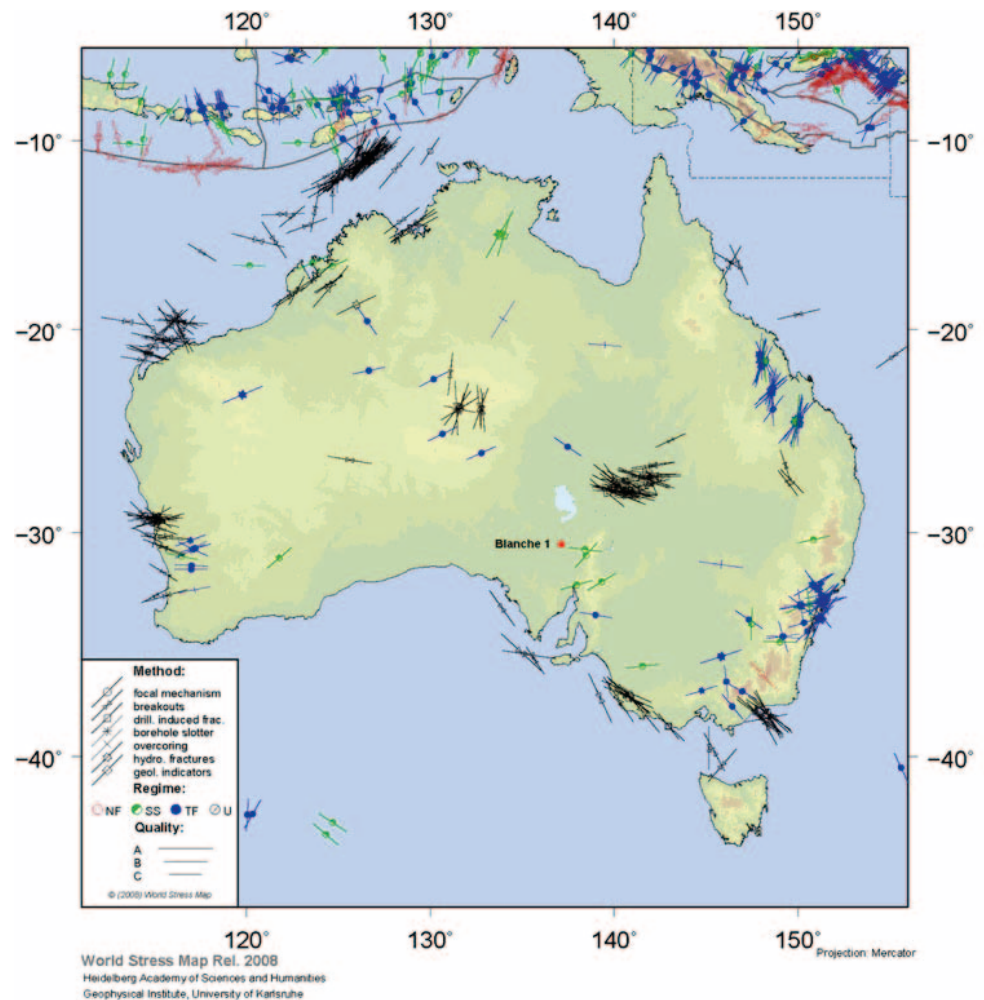 120° 130° 140° 150°
−10° −10°
−20° −20°
−30° −30°
Blanche 1
−40° −40°
Method:
focal mechanism
breakouts
drill. induced frac.
borehole slotter
overcoring
hydro. fractures
geol. indicators
Regime:
NF SS TF U
Quality:
A
B
C
© (2008) World Stress Map
120° 130° 140° 150°
Projection: Mercator
World Stress Map Rel. 2008
Heidelberg Academy of Sciences and Humanities
Geophysical Institute, University of Karlsruhe